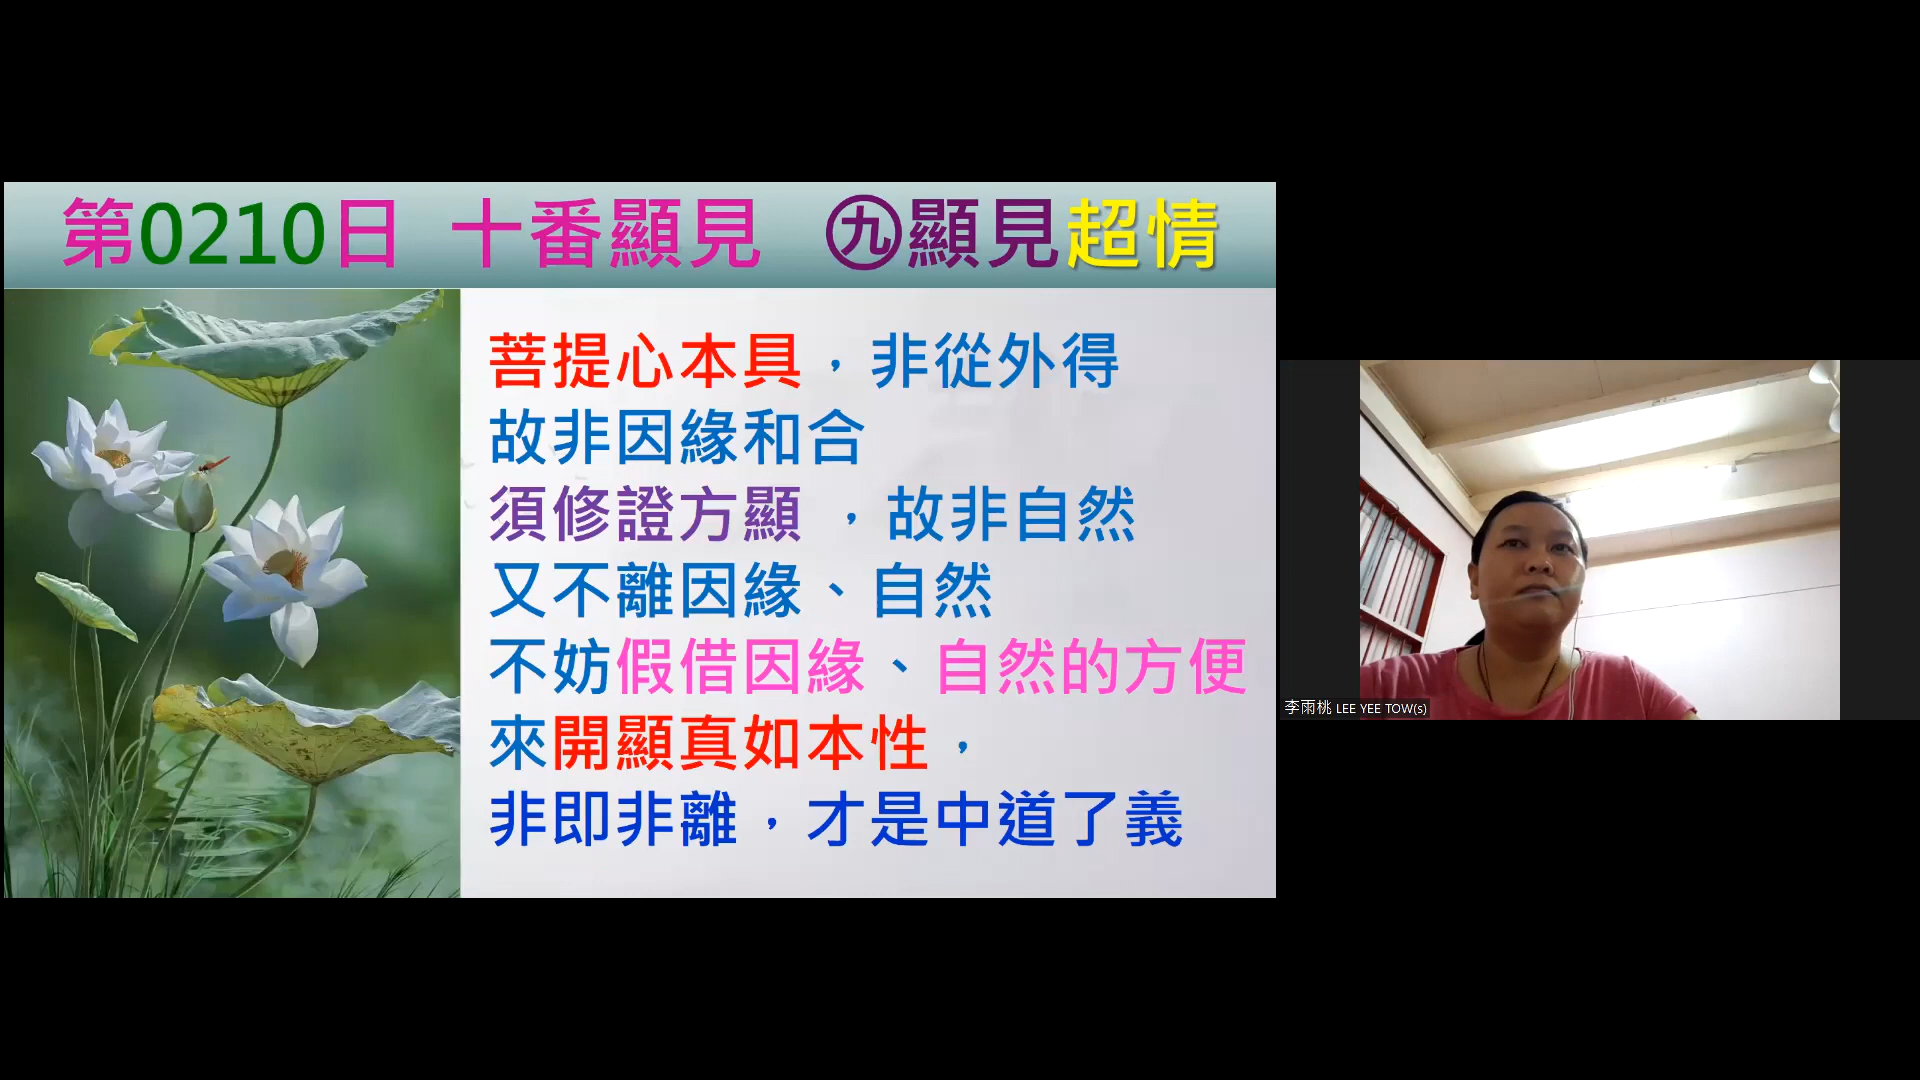 第0210日 十番顯見 ㊈顯見超情
菩提心本具，非從外得
故非因緣和合
須修證方顯 ，故非自然
又不離因緣、自然
不妨假借因緣、自然的方便
來開顯真如本性，
非即非離，才是中道了義
李雨桃 LEE YEE TOW(s)